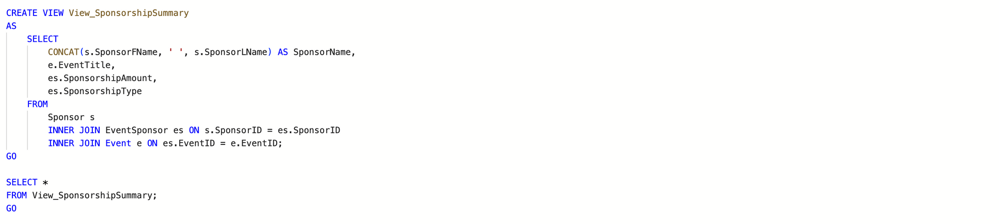 CREATE VIEW View_SponsorshipSummary
AS
    SELECT
        CONCAT(s.SponsorFName, ' ', s.SponsorLName) AS SponsorName,
        e.EventTitle,
        es.SponsorshipAmount,
        es.SponsorshipType
    FROM
        Sponsor s
        INNER JOIN EventSponsor es ON s.SponsorID = es.SponsorID
        INNER JOIN Event e ON es.EventID = e.EventID;
GO

SELECT *
FROM View_SponsorshipSummary;
GO